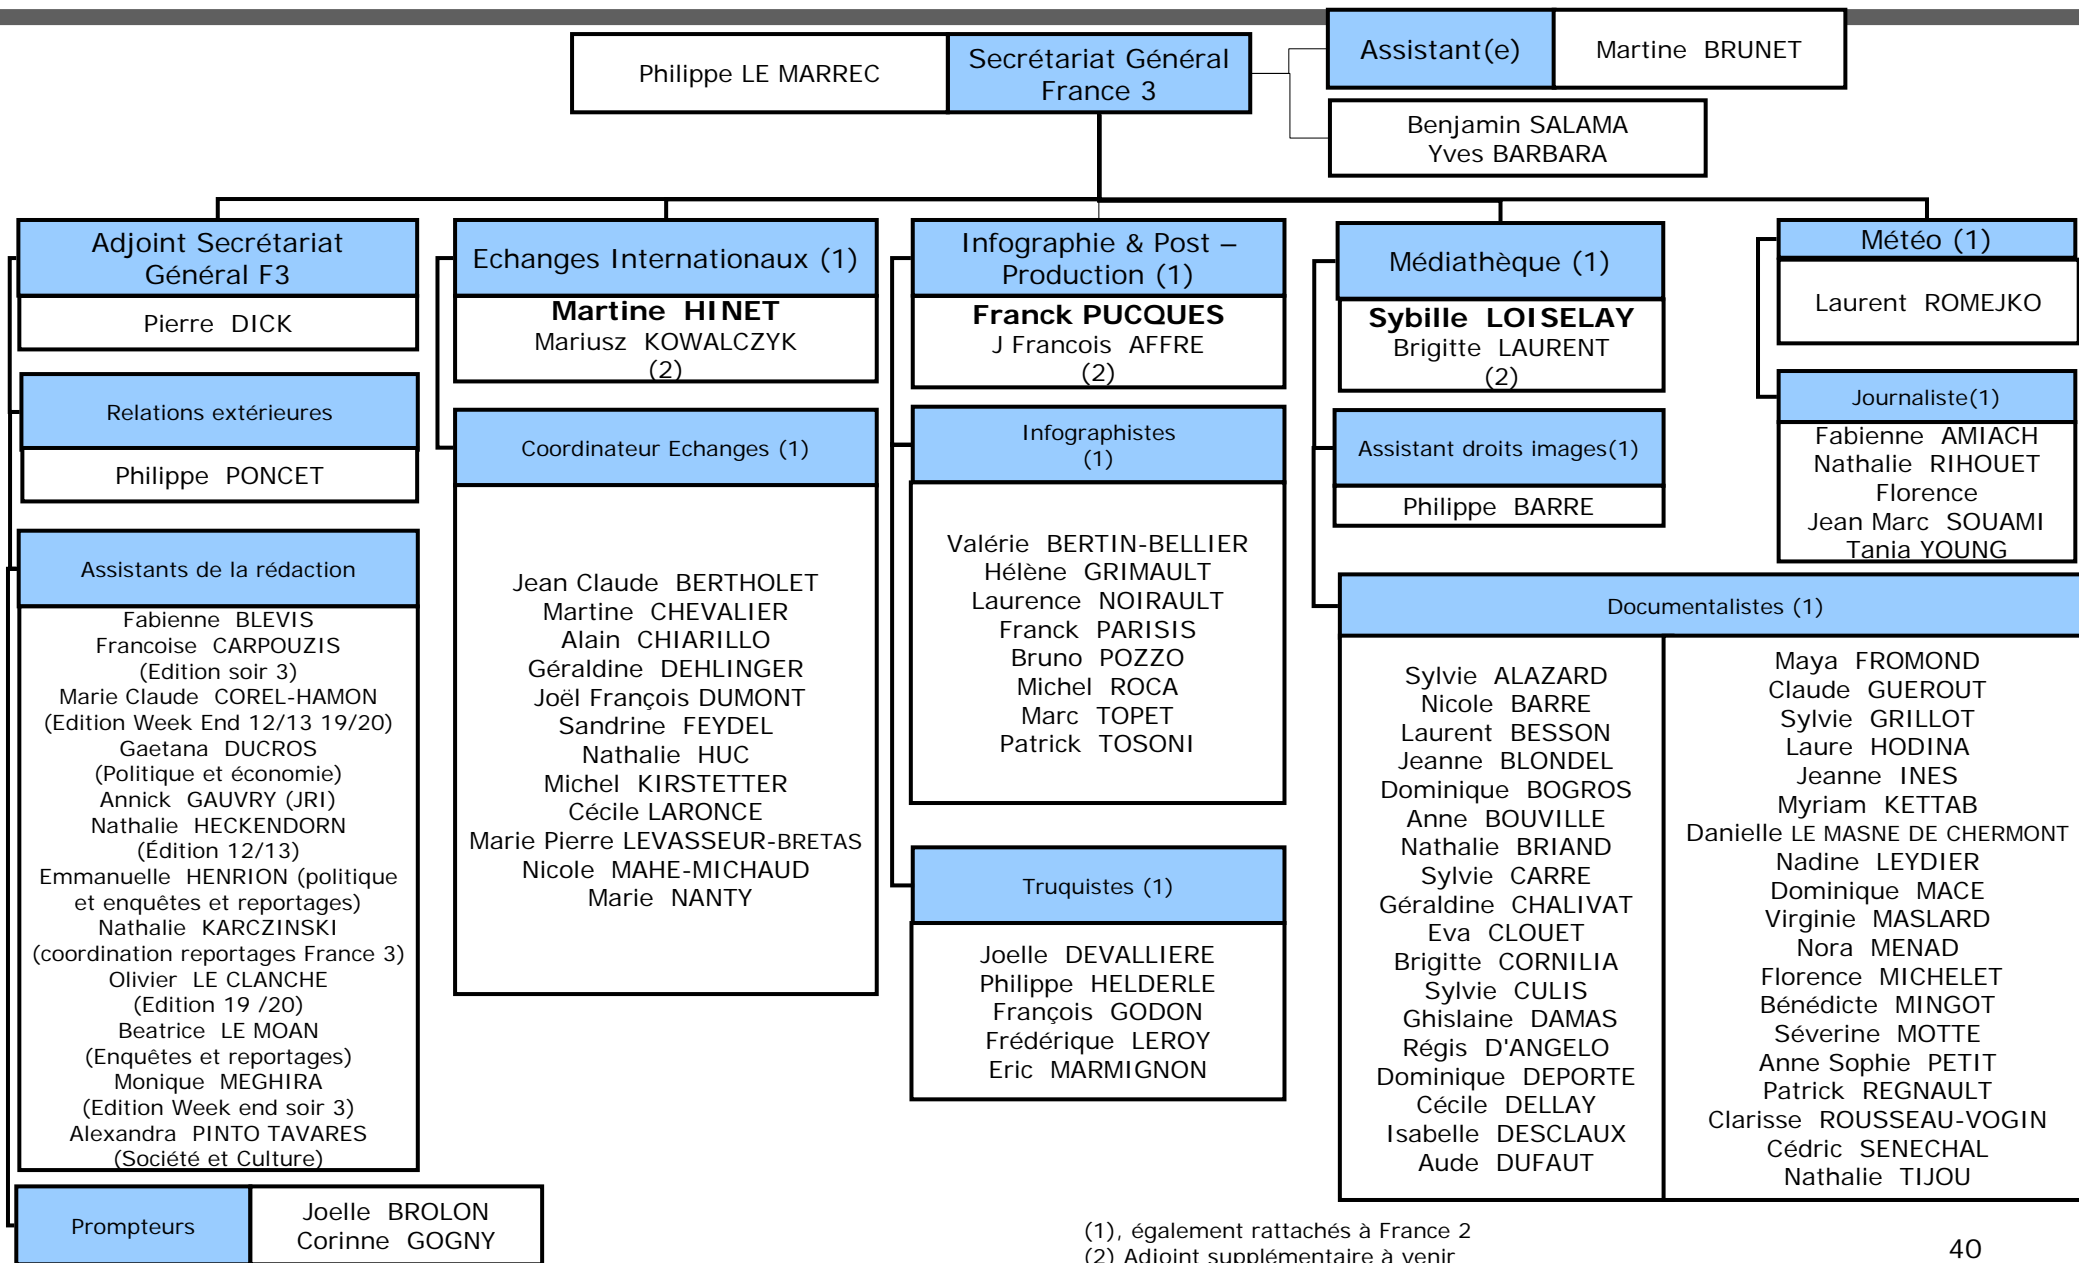 Philippe LE MARREC
Secrétariat Général
France 3
Assistant(e)
Martine BRUNET
Benjamin SALAMA
Yves BARBARA
Adjoint Secrétariat
Général F3
Pierre DICK
Relations extérieures
Philippe PONCET
Assistants de la rédaction
Fabienne BLEVIS
Francoise CARPOUZIS
(Edition soir 3)
Marie Claude COREL-HAMON
(Edition Week End 12/13 19/20)
Gaetana DUCROS
(Politique et économie)
Annick GAUVRY (JRI)
Nathalie HECKENDORN
(Édition 12/13)
Emmanuelle HENRION (politique
et enquêtes et reportages)
Nathalie KARCZINSKI
(coordination reportages France 3)
Olivier LE CLANCHE
(Edition 19 /20)
Beatrice LE MOAN
(Enquêtes et reportages)
Monique MEGHIRA
(Edition Week end soir 3)
Alexandra PINTO TAVARES
(Société et Culture)
Prompteurs
Joelle BROLON
Corinne GOGNY
Echanges Internationaux (1)
Martine HINET
Mariusz KOWALCZYK
(2)
Coordinateur Echanges (1)
Jean Claude BERTHOLET
Martine CHEVALIER
Alain CHIARILLO
Géraldine DEHLINGER
Joël François DUMONT
Sandrine FEYDEL
Nathalie HUC
Michel KIRSTETTER
Cécile LARONCE
Marie Pierre LEVASSEUR-BRETAS
Nicole MAHE-MICHAUD
Marie NANTY
Infographie & Post –
Production (1)
Franck PUCQUES
J Francois AFFRE
(2)
Infographistes
(1)
Valérie BERTIN-BELLIER
Hélène GRIMAULT
Laurence NOIRAULT
Franck PARISIS
Bruno POZZO
Michel ROCA
Marc TOPET
Patrick TOSONI
Truquistes (1)
Joelle DEVALLIERE
Philippe HELDERLE
François GODON
Frédérique LEROY
Eric MARMIGNON
Médiathèque (1)
Sybille LOISELAY
Brigitte LAURENT
(2)
Assistant droits images(1)
Philippe BARRE
Documentalistes (1)
Sylvie ALAZARD
Nicole BARRE
Laurent BESSON
Jeanne BLONDEL
Dominique BOGROS
Anne BOUVILLE
Nathalie BRIAND
Sylvie CARRE
Géraldine CHALIVAT
Eva CLOUET
Brigitte CORNILIA
Sylvie CULIS
Ghislaine DAMAS
Régis D'ANGELO
Dominique DEPORTE
Cécile DELLAY
Isabelle DESCLAUX
Aude DUFAUT
Maya FROMOND
Claude GUEROUT
Sylvie GRILLOT
Laure HODINA
Jeanne INES
Myriam KETTAB
Danielle LE MASNE DE CHERMONT
Nadine LEYDIER
Dominique MACE
Virginie MASLARD
Nora MENAD
Florence MICHELET
Bénédicte MINGOT
Séverine MOTTE
Anne Sophie PETIT
Patrick REGNAULT
Clarisse ROUSSEAU-VOGIN
Cédric SENECHAL
Nathalie TIJOU
Météo (1)
Laurent ROMEJKO
Journaliste(1)
Fabienne AMIACH
Nathalie RIHOUET
Florence
Jean Marc SOUAMI
Tania YOUNG
(1), également rattachés à France 2
(2) Adjoint supplémentaire à venir
40